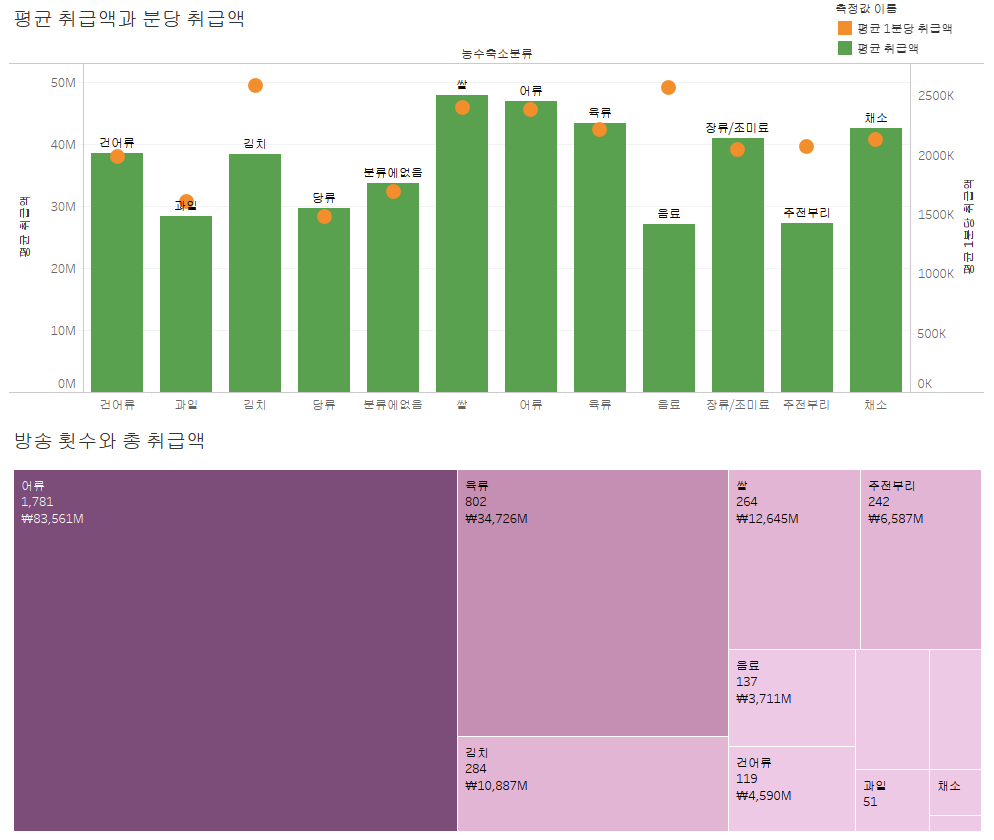 평균 취급액과 분당 취급액
측정값 이름
평균 1분당 취급액
평균 취급액
농수축소분류
50M
40M
30M
20M
10M
0M
평균 취급액
2500K
2000K
1500K
1000K
500K
0K
평균 1분당 취급액
건어류
과일
김치
당류
분류에없음
쌀
어류
육류
음료
장류/조미료
주전부리
채소
건어류
과일
김치
당류
분류에없음
쌀
어류
육류
음료
장류/조미료
주전부리
채소
방송 횟수와 총 취급액
어류
1,781
₩83,561M
육류
802
₩34,726M
김치
284
₩10,887M
쌀
264
₩12,645M
주전부리
242
₩6,587M
음료
137
₩3,711M
건어류
119
₩4,590M
과일
51
채소